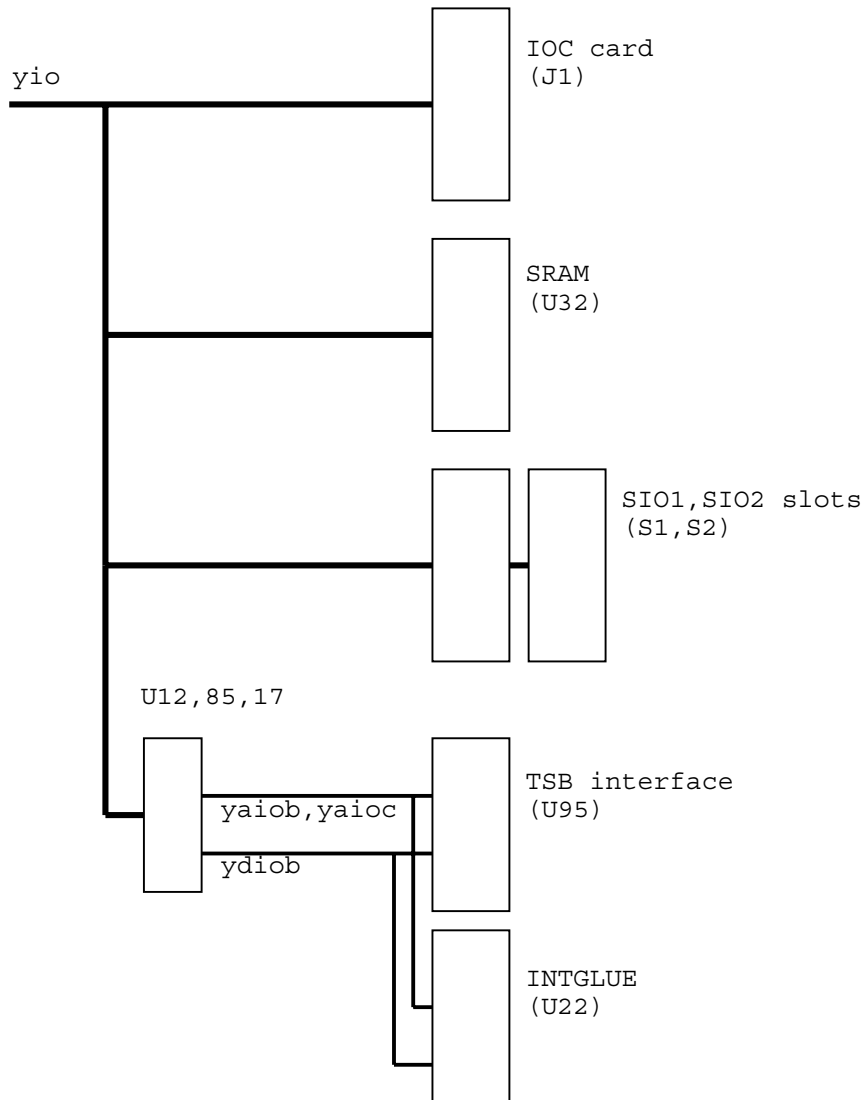 IOC card
(J1)
yio
SRAM
(U32)
SIO1,SIO2 slots
(S1,S2)
U12,85,17
TSB interface
(U95)
yaiob,yaioc
ydiob
INTGLUE
(U22)